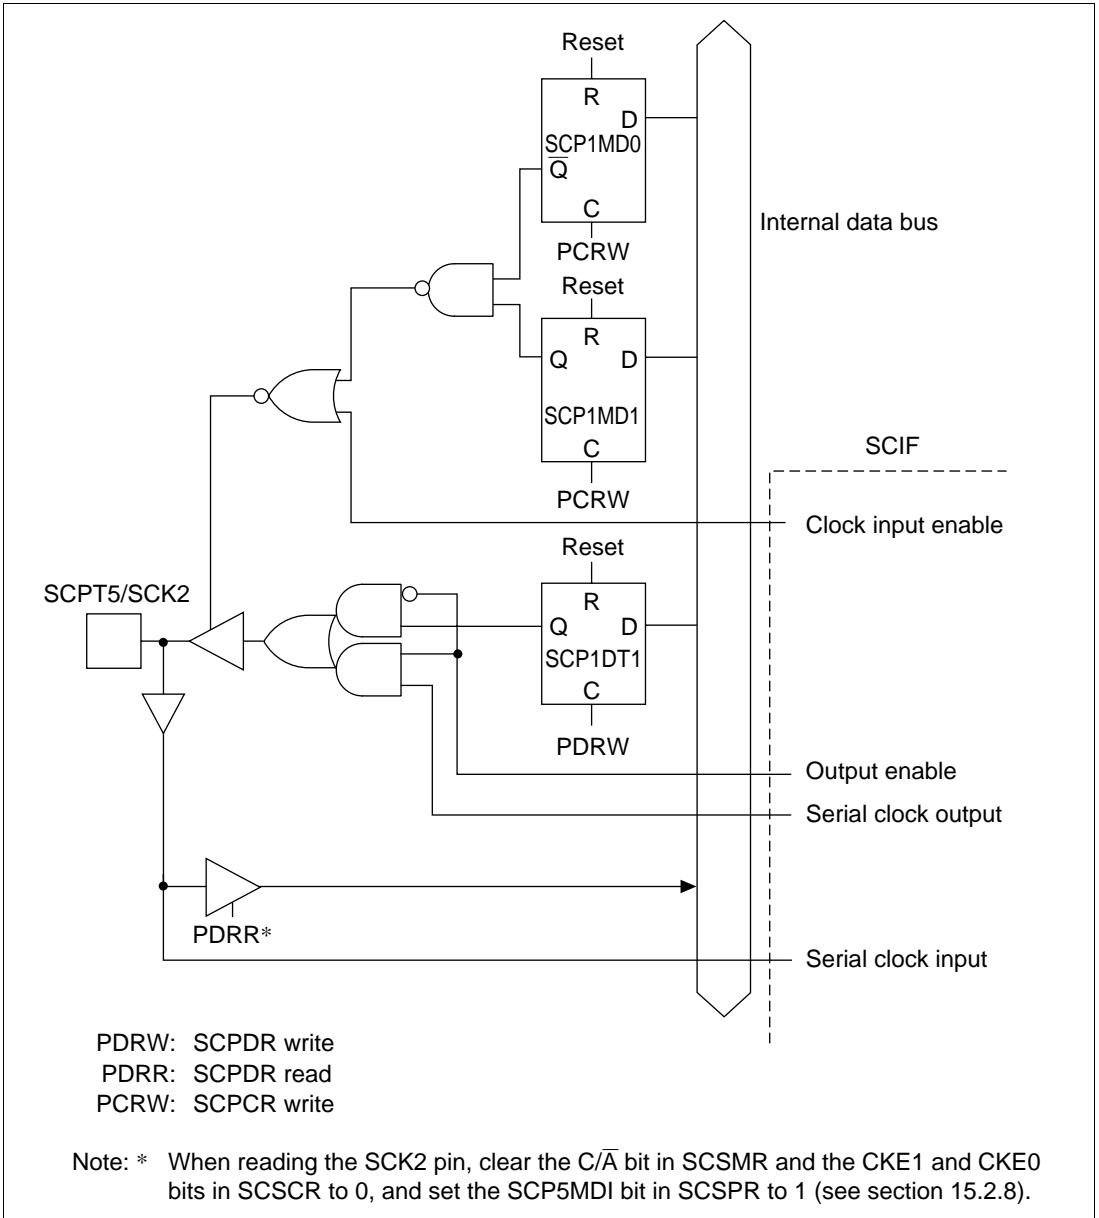 Reset
R
D
SCP1MD0
Q̅
C
PCRW
Internal data bus
Reset
R
Q D
SCP1MD1
C
PCRW
SCIF
Clock input enable
Reset
SCPT5/SCK2
R
Q D
SCP1DT1
C
PDRW
Output enable
Serial clock output
PDRR*
Serial clock input
PDRW: SCPDR write
PDRR: SCPDR read
PCRW: SCPCR write
Note: * When reading the SCK2 pin, clear the C/A̅ bit in SCSMR and the CKE1 and CKE0
bits in SCSCR to 0, and set the SCP5MDI bit in SCSPR to 1 (see section 15.2.8).